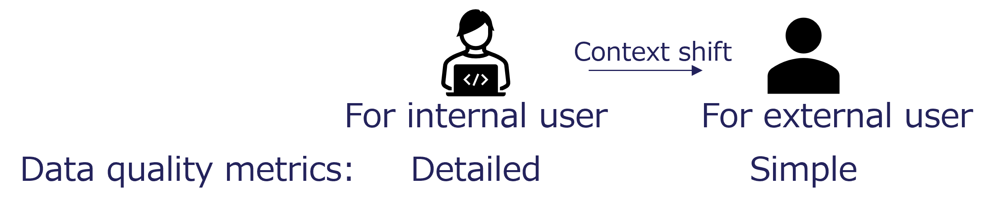 Context shift
</>
For internal user
For external user
Data quality metrics:
Detailed
Simple